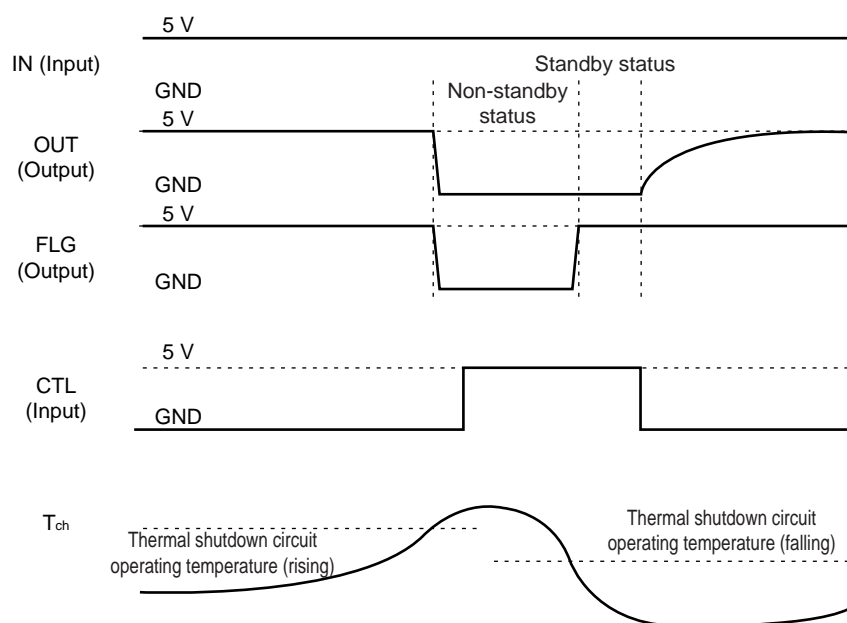 5 V
IN (Input)
Standby status
GND
Non-standby
status
5 V
OUT
(Output)
GND
5 V
FLG
(Output)
GND
5 V
CTL
(Input)
GND
Tch
Thermal shutdown circuit
operating temperature (rising)
Thermal shutdown circuit
operating temperature (falling)